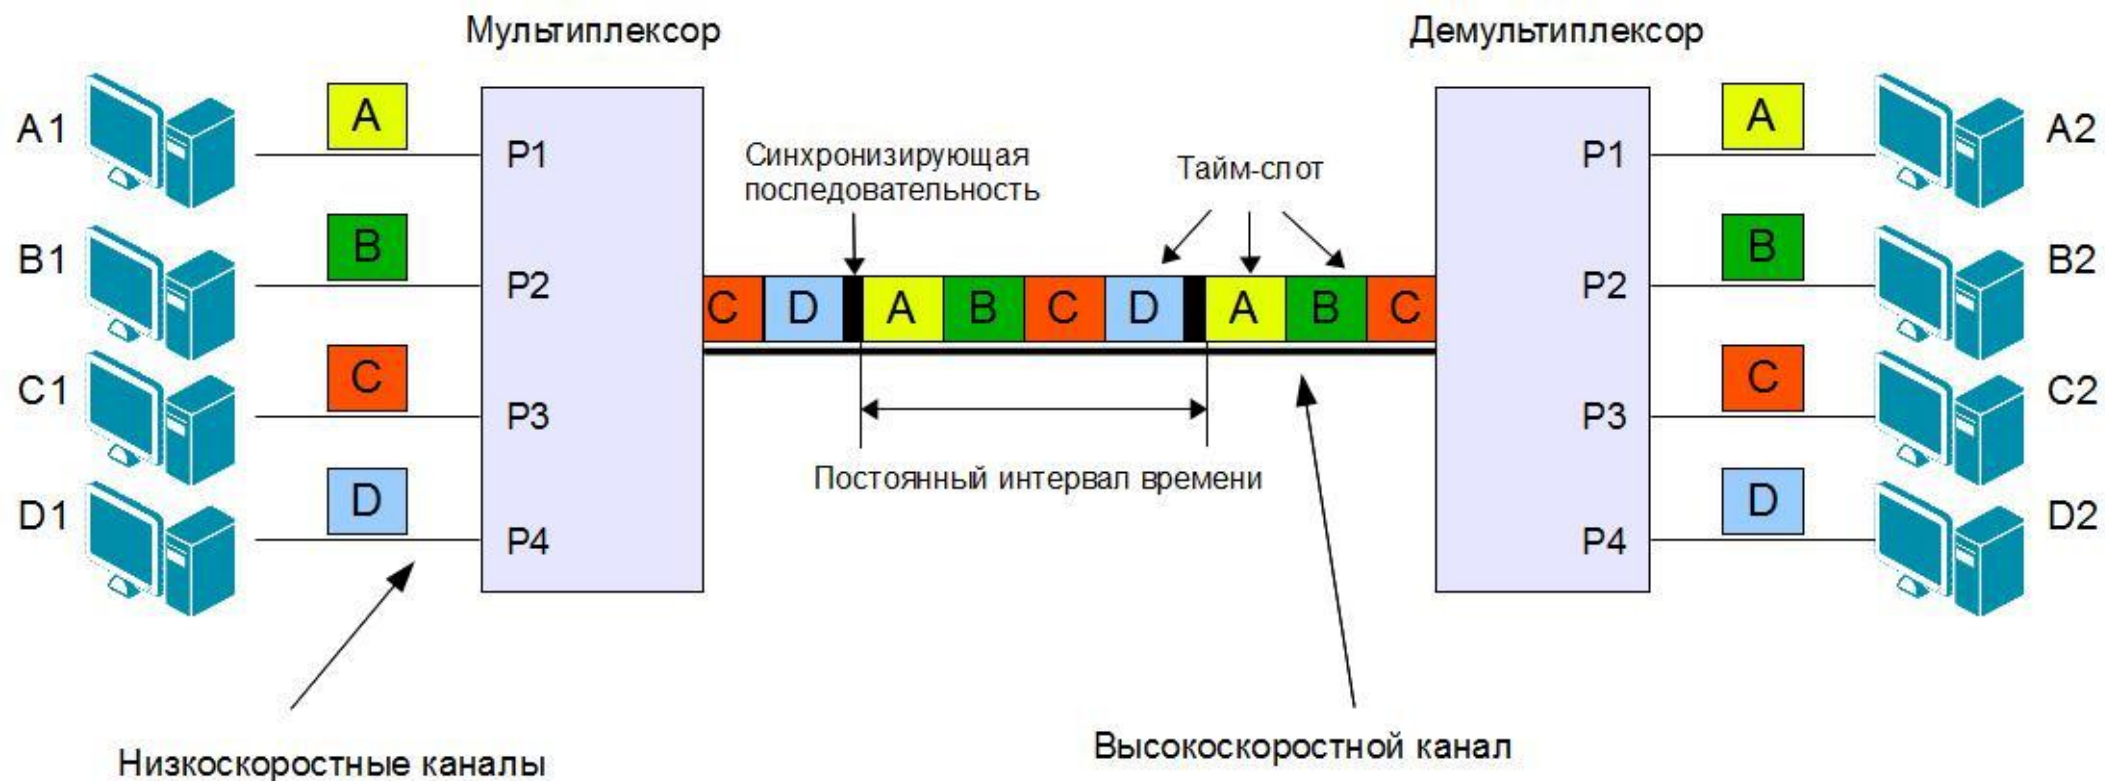 Мультиплексор
Демультиплексор
A1
A
P1
Синхронизирующая
последовательность
Тайм-слот
P1
A
A2
B1
B
P2
C D A B C D A B C
P2
B
B2
C1
C
P3
P3
C
C2
Постоянный интервал времени
D1
D
P4
P4
D
D2
Низкоскоростные каналы
Высокоскоростной канал